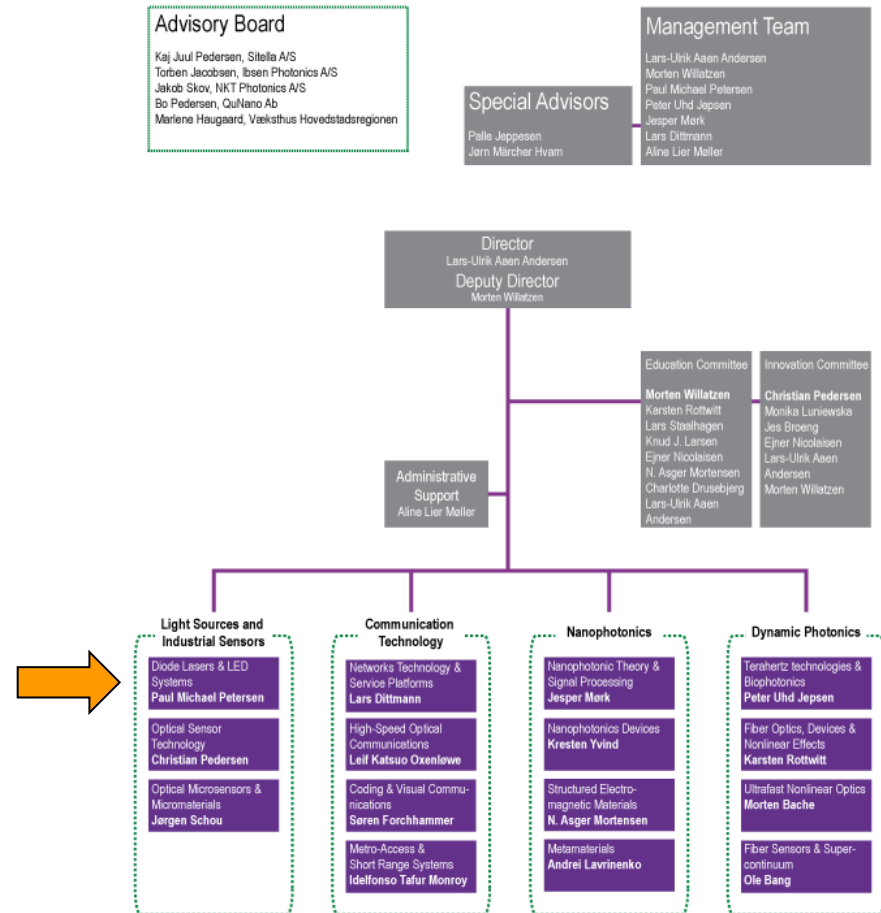 Advisory Board
Kaj Juul Pedersen, Sitella A/S
Torben Jacobsen, Ibsen Photonics A/S
Jakob Skov, NKT Photonics A/S
Bo Pedersen, QuNano Ab
Marlene Haugaard, Væksthus Hovedstadsregionen
Special Advisors
Palle Jeppesen
Jørn Märcher Hvam
Management Team
Lars-Ulrik Aaen Andersen
Morten Willatzen
Paul Michael Petersen
Peter Uhd Jepsen
Jesper Mørk
Lars Dittmann
Aline Lier Møller
Director
Lars-Ulrik Aaen Andersen
Deputy Director
Morten Willatzen
Education Committee
Morten Willatzen
Karsten Rottwitt
Lars Staalhagen
Knud J. Larsen
Ejner Nicolaisen
N. Asger Mortensen
Charlotte Drusebjerg
Lars-Ulrik Aaen
Andersen
Innovation Committee
Christian Pedersen
Monika Luniewska
Jes Broeng
Ejner Nicolaisen
Lars-Ulrik Aaen
Andersen
Morten Willatzen
Administrative
Support
Aline Lier Møller
Light Sources and
Industrial Sensors
Diode Lasers & LED
Systems
Paul Michael Petersen
Optical Sensor
Technology
Christian Pedersen
Optical Microsensors &
Micromaterials
Jørgen Schou
Communication
Technology
Networks Technology &
Service Platforms
Lars Dittmann
High-Speed Optical
Communications
Leif Katsuo Oxenløwe
Coding & Visual Commu-
nications
Søren Forchhammer
Metro-Access &
Short Range Systems
Idelfonso Tafur Monroy
Nanophotonics
Nanophotonic Theory &
Signal Processing
Jesper Mørk
Nanophotonics Devices
Kresten Yvind
Structured Electro-
magnetic Materials
N. Asger Mortensen
Metamaterials
Andrei Lavrinenko
Dynamic Photonics
Terahertz technologies &
Biophotonics
Peter Uhd Jepsen
Fiber Optics, Devices &
Nonlinear Effects
Karsten Rottwitt
Ultrafast Nonlinear Optics
Morten Bache
Fiber Sensors & Super-
continuum
Ole Bang